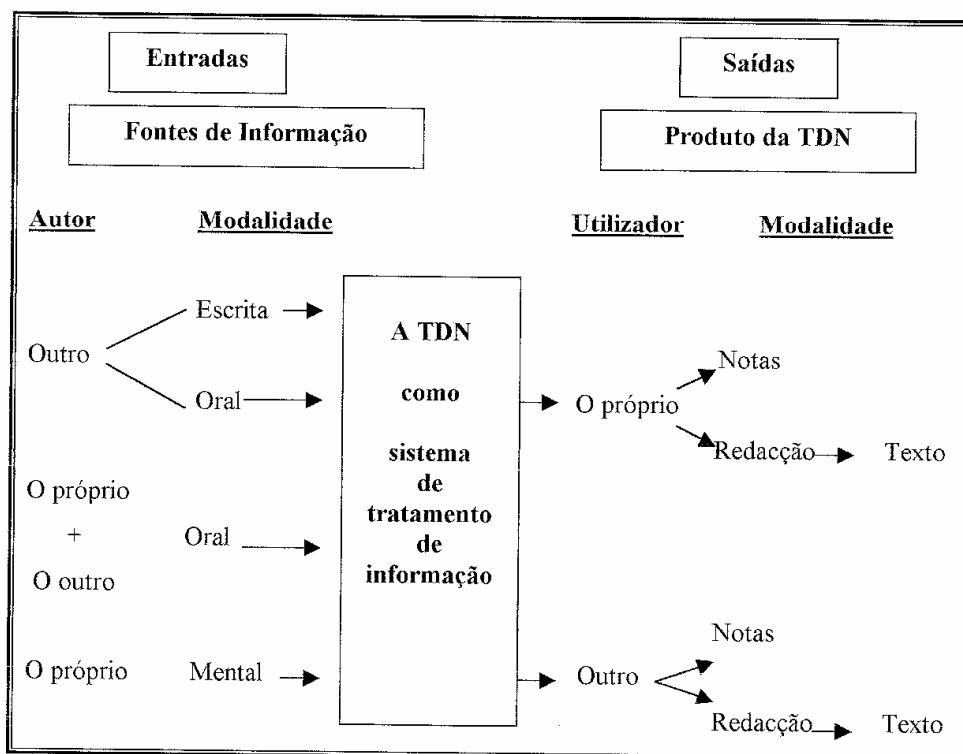 Entradas
Saídas
Fontes de Informação
Produto da TDN
Autor Modalidade
Utilizador Modalidade
Escrita
Outro
Oral
O próprio
+
O outro
Oral
O próprio
Mental
A TDN
como
sistema
de
tratamento
de
informação
Notas
O próprio
Redacção Texto
Notas
Outro
Redacção Texto